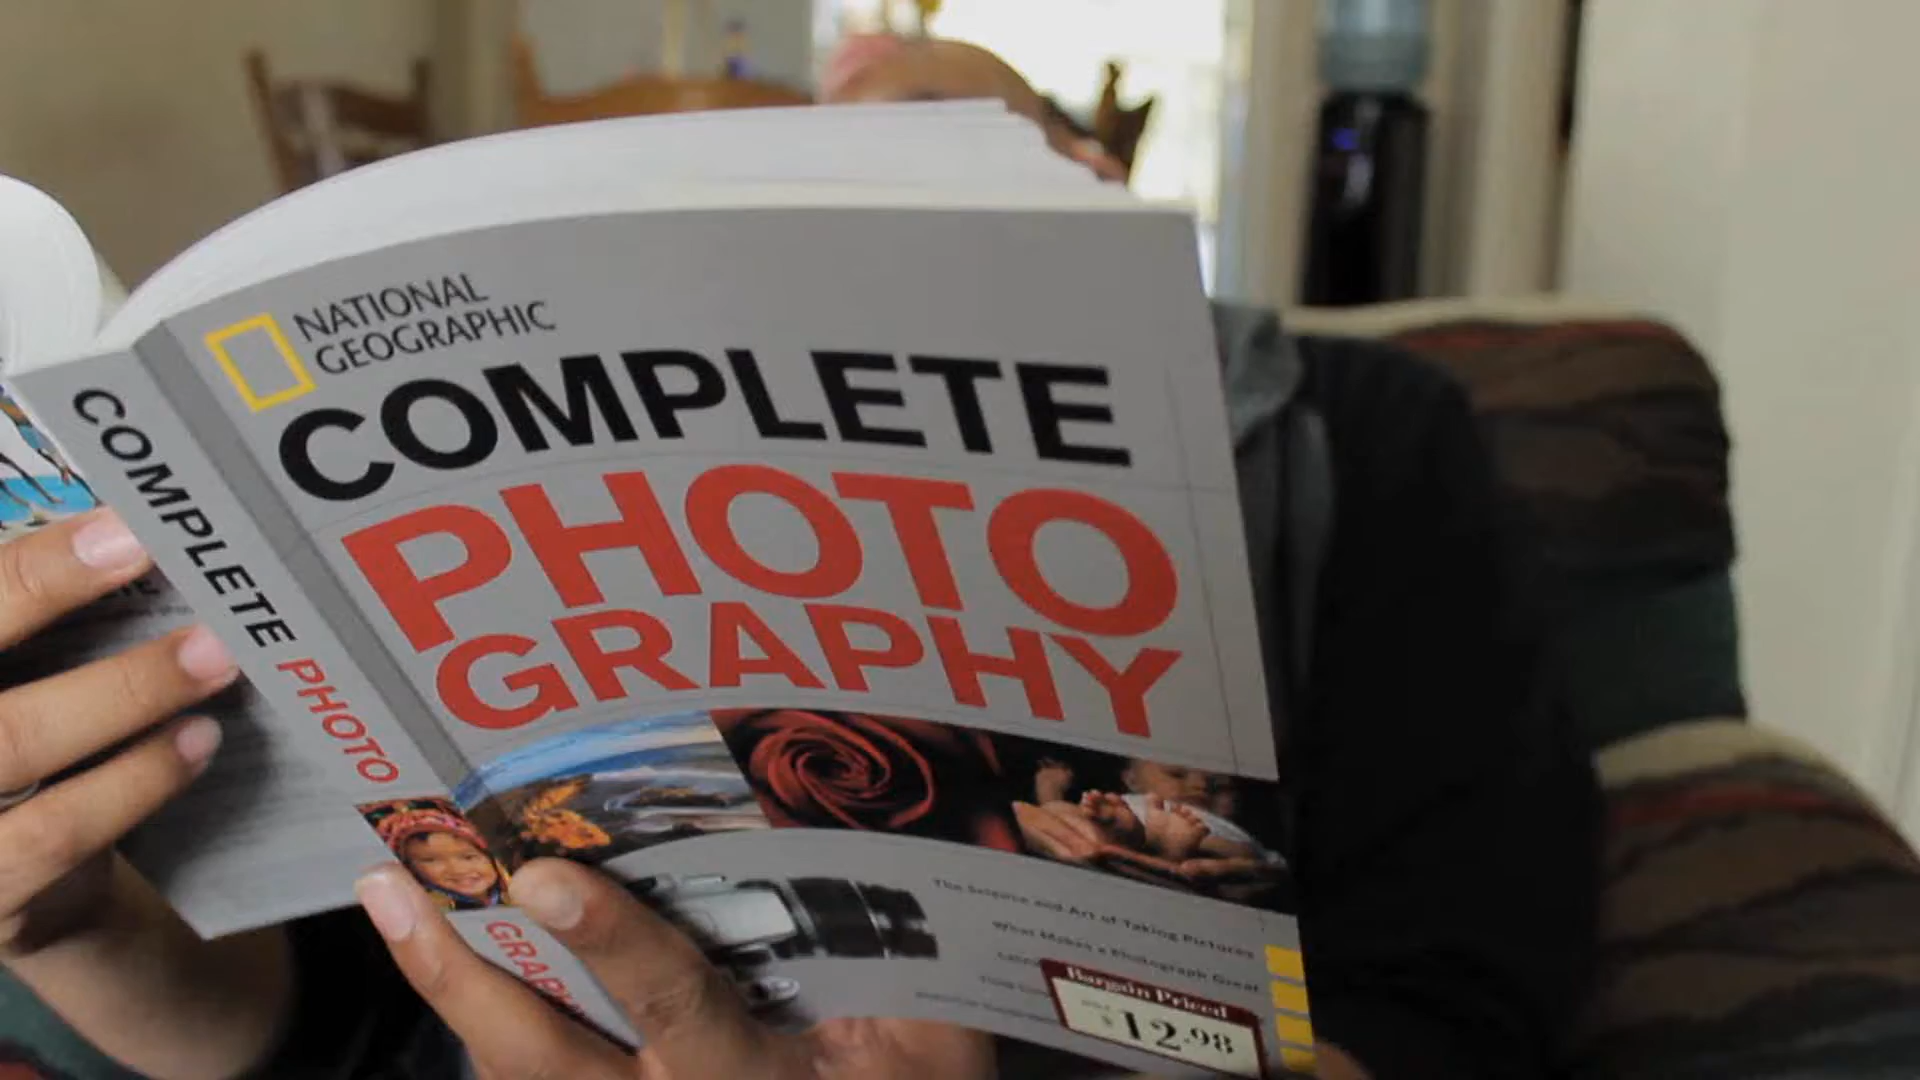 NATIONAL
GEOGRAPHIC
COMPLETE
PHOTO
GRAPHY
COMPLETE PHOTO
GRAPHY
The Science and Art of Taking Pictures
What Makes a Photograph Great
Bargain Priced
$12.98